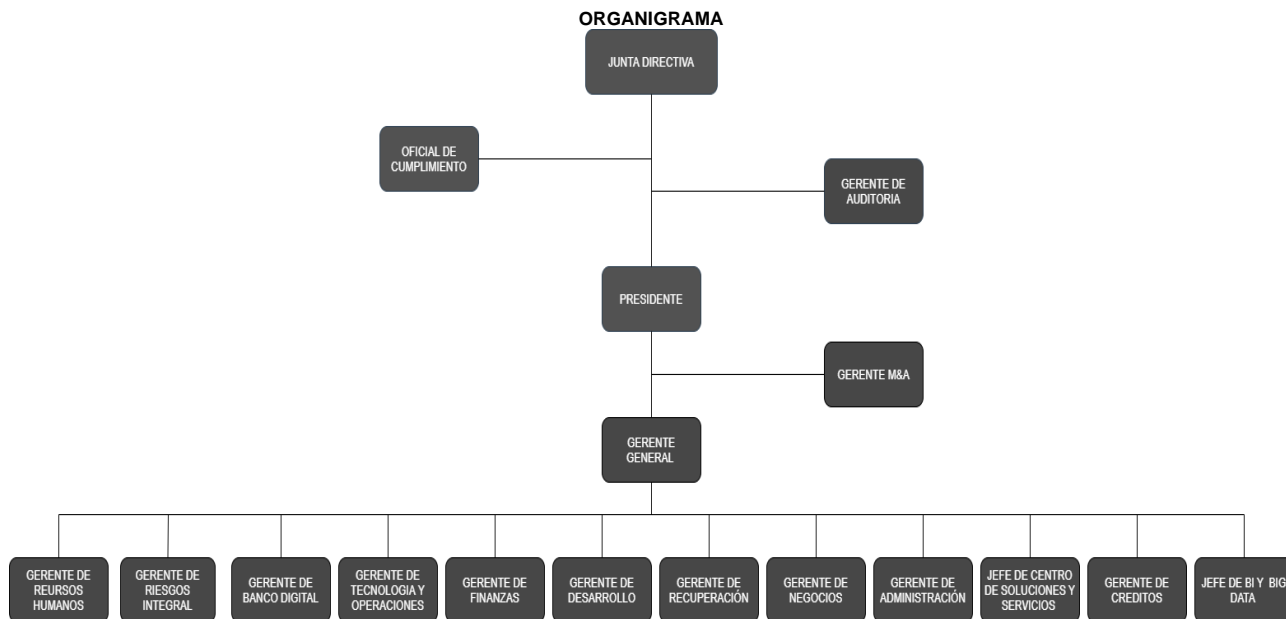 ORGANIGRAMA
JUNTA DIRECTIVA
OFICIAL DE
CUMPLIMIENTO
GERENTE DE
AUDITORIA
PRESIDENTE
GERENTE M&A
GERENTE
GENERAL
GERENTE DE
REURSOS
HUMANOS
GERENTE DE
RIESGOS
INTEGRAL
GERENTE DE
BANCO DIGITAL
GERENTE DE
TECNOLOGIA Y
OPERACIONES
GERENTE DE
FINANZAS
GERENTE DE
DESARROLLO
GERENTE DE
RECUPERACIÓN
GERENTE DE
NEGOCIOS
GERENTE DE
ADMINISTRACIÓN
JEFE DE CENTRO
DE SOLUCIONES Y
SERVICIOS
GERENTE DE
CREDITOS
JEFE DE BI Y BIG
DATA